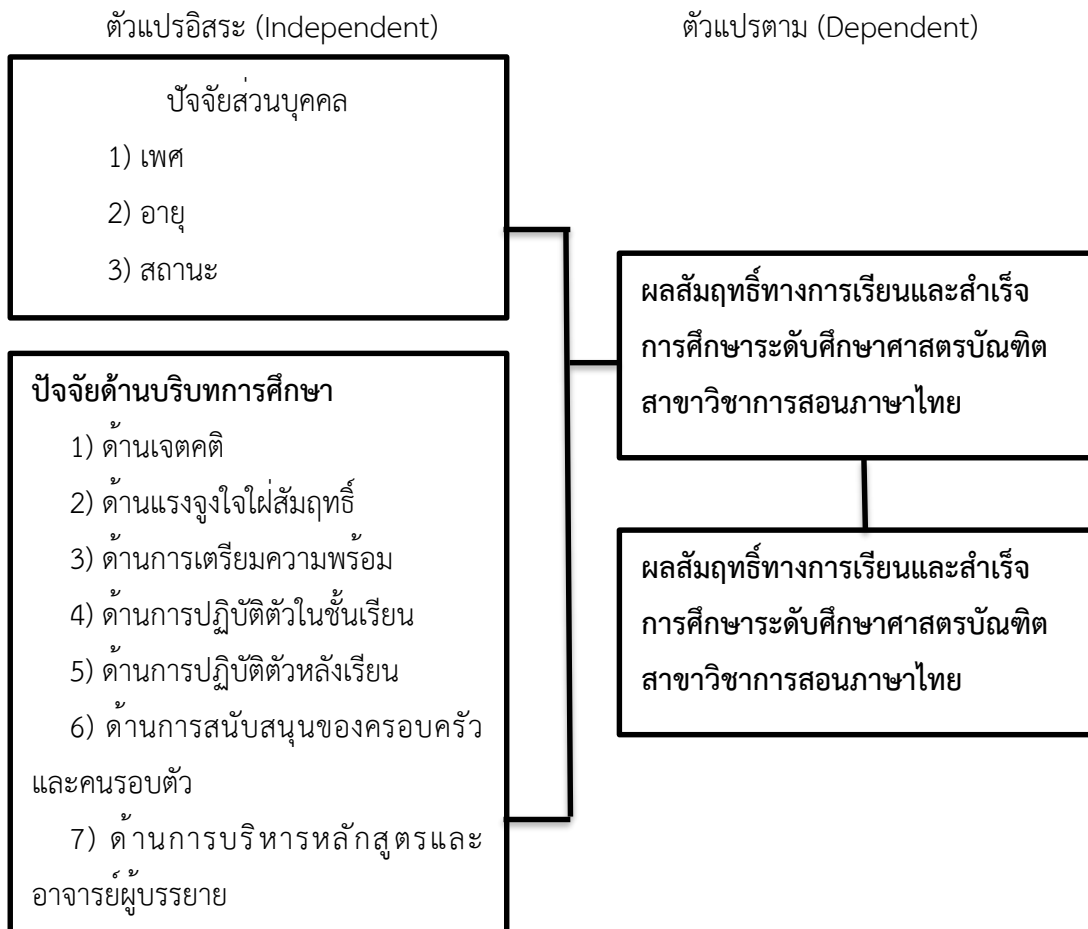 ตัวแปรอิสระ (Independent)
ตัวแปรตาม (Dependent)
ปัจจัยส่วนบุคคล
1) เพศ
2) อายุ
3) สถานะ
ปัจจัยด้านบริบทการศึกษา
1) ด้านเจตคติ
2) ด้านแรงจูงใจใฝ่สัมฤทธิ์
3) ด้านการเตรียมความพร้อม
4) ด้านการปฏิบัติตัวในชั้นเรียน
5) ด้านการปฏิบัติตัวหลังเรียน
6) ด้านการสนับสนุนของครอบครัว
และคนรอบตัว
7) ด้านการบริหารหลักสูตรและ
อาจารย์ผู้บรรยาย
ผลสัมฤทธิ์ทางการเรียนและสำเร็จ
การศึกษาระดับศึกษาศาสตรบัณฑิต
สาขาวิชาการสอนภาษาไทย
ผลสัมฤทธิ์ทางการเรียนและสำเร็จ
การศึกษาระดับศึกษาศาสตรบัณฑิต
สาขาวิชาการสอนภาษาไทย